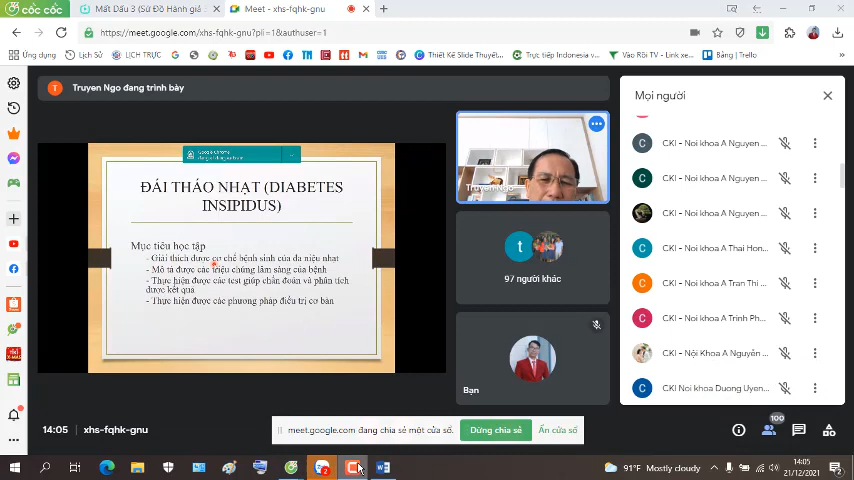 cốc cốc
Mất Dấu 3 (Sứ Đồ Hành giả :
Meet - xhs-fqhk-gnu
https://meet.google.com/xhs-fqhk-gnu?pli=1&authuser=1
Ứng dụng
Lịch Sử
LỊCH TRỰC
Thiết Kế Slide Thuyết...
Trực tiếp Indonesia v...
Vào Rồi TV - Link xe...
Bảng | Trello
Truyen Ngo đang trình bày
Mọi người
Google Chrome
ĐÁI THÁO NHẠT (DIABETES
INSIPIDUS)
Mục tiêu học tập
- Giải thích được cơ chế bệnh sinh của đa niệu nhạt
- Mô tả được các triệu chứng lâm sàng của bệnh
- Thực hiện được các test giúp chẩn đoán và phân tích
được kết quả
- Thực hiện được các phương pháp điều trị cơ bản
Truyen Ngo
t
97 người khác
Bạn
CKI - Noi khoa A Nguyen ...
CKI - Noi khoa A Nguyen ...
CKI - Noi khoa A Nguyen ...
CKI - Noi khoa A Thai Hon...
CKI - Noi khoa A Tran Thi ...
CKI - Noi khoa A Trinh Ph...
CKI - Nội Khoa A Nguyễn ...
CKI Noi khoa Duong Uyen...
14:05
xhs-fqhk-gnu
meet.google.com đang chia sẻ một cửa sổ.
Dừng chia sẻ
Ẩn cửa sổ
100
91°F Mostly cloudy
14:05
21/12/2021